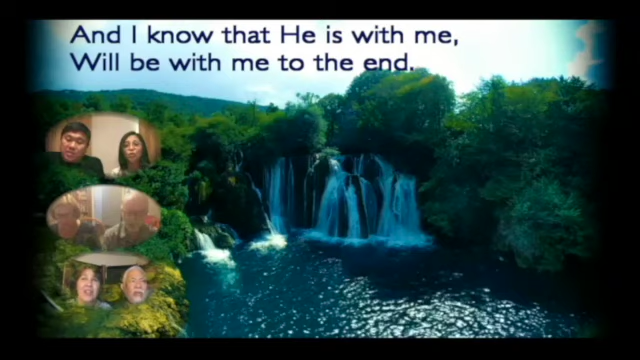 And I know that He is with me,
Will be with me to the end.